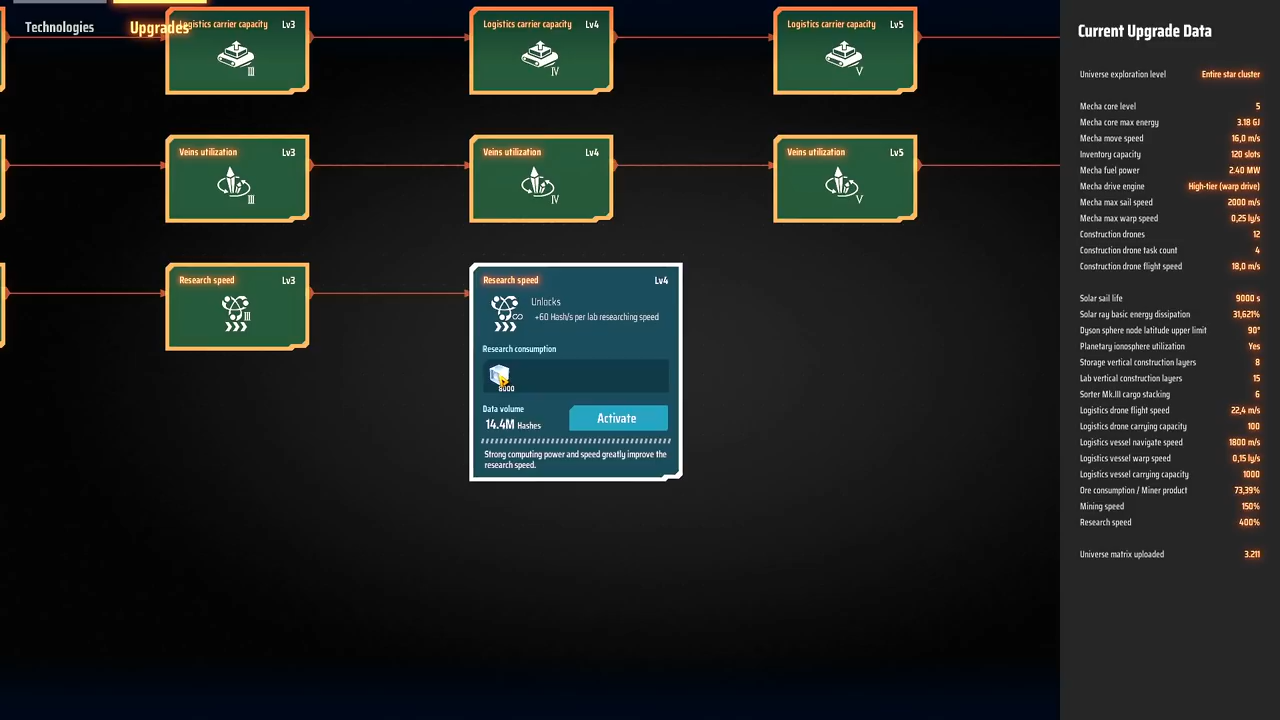 Technologies
Upgrades
Logistics carrier capacity Lv3
III
Logistics carrier capacity Lv4
IV
Logistics carrier capacity Lv5
V
Veins utilization Lv3
III
Veins utilization Lv4
IV
Veins utilization Lv5
V
Research speed Lv3
III
Research speed Lv4
Unlocks
+60 Hash/s per lab researching speed
Research consumption
8000
Data volume
14.4M Hashes
Activate
Strong computing power and speed greatly improve the
research speed.
Current Upgrade Data
Universe exploration level Entire star cluster
Mecha core level 5
Mecha core max energy 3.18 GJ
Mecha move speed 16,0 m/s
Inventory capacity 120 slots
Mecha fuel power 2.40 MW
Mecha drive engine High-tier (warp drive)
Mecha max sail speed 2000 m/s
Mecha max warp speed 0,25 ly/s
Construction drones 12
Construction drone task count 4
Construction drone flight speed 18,0 m/s
Solar sail life 9000 s
Solar ray basic energy dissipation 31,621%
Dyson sphere node latitude upper limit 90°
Planetary ionosphere utilization Yes
Storage vertical construction layers 8
Lab vertical construction layers 15
Sorter Mk.III cargo stacking 6
Logistics drone flight speed 22,4 m/s
Logistics drone carrying capacity 100
Logistics vessel navigate speed 1800 m/s
Logistics vessel warp speed 0,15 ly/s
Logistics vessel carrying capacity 1000
Ore consumption / Miner product 73,39%
Mining speed 150%
Research speed 400%
Universe matrix uploaded 3.211